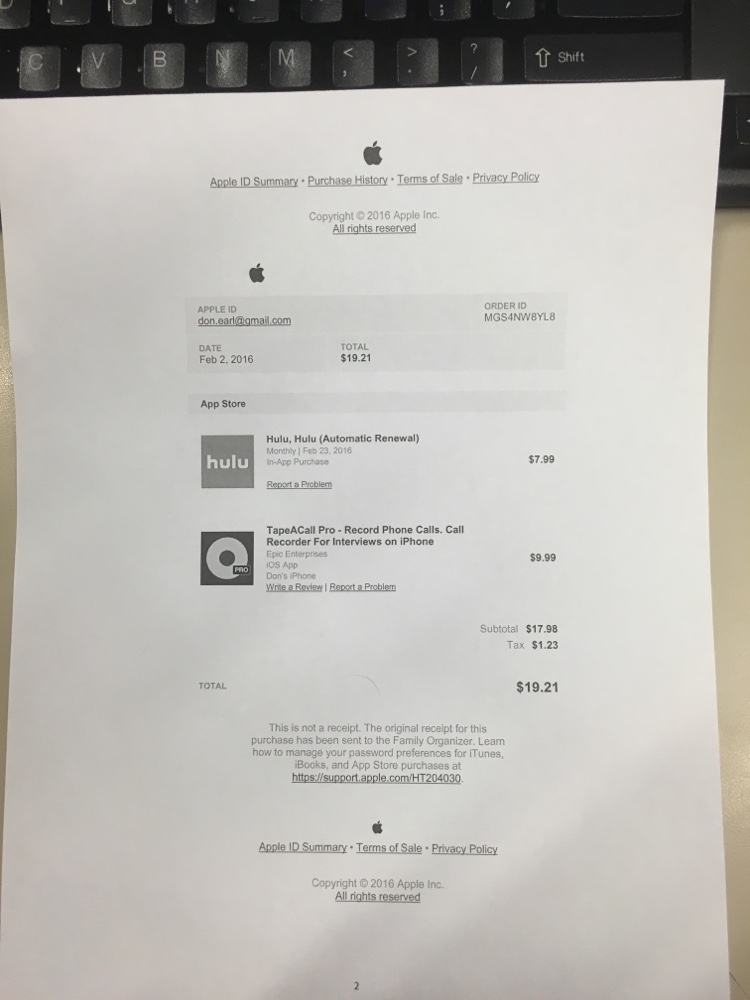 C V B N M < , > . ? / Shift
;
Apple ID Summary • Purchase History • Terms of Sale • Privacy Policy
Copyright © 2016 Apple Inc.
All rights reserved
APPLE ID
don.earl@gmail.com
ORDER ID
MGS4NW8YL8
DATE
Feb 2, 2016
TOTAL
$19.21
App Store
hulu
Hulu, Hulu (Automatic Renewal)
Monthly | Feb 23, 2016
In-App Purchase
Report a Problem
$7.99
PRO
TapeACall Pro - Record Phone Calls. Call
Recorder For Interviews on iPhone
Epic Enterprises
iOS App
Don's iPhone
Write a Review | Report a Problem
$9.99
Subtotal $17.98
Tax $1.23
TOTAL
$19.21
This is not a receipt. The original receipt for this
purchase has been sent to the Family Organizer. Learn
how to manage your password preferences for iTunes,
iBooks, and App Store purchases at
https://support.apple.com/HT204030.
Apple ID Summary • Terms of Sale • Privacy Policy
Copyright © 2016 Apple Inc.
All rights reserved
2